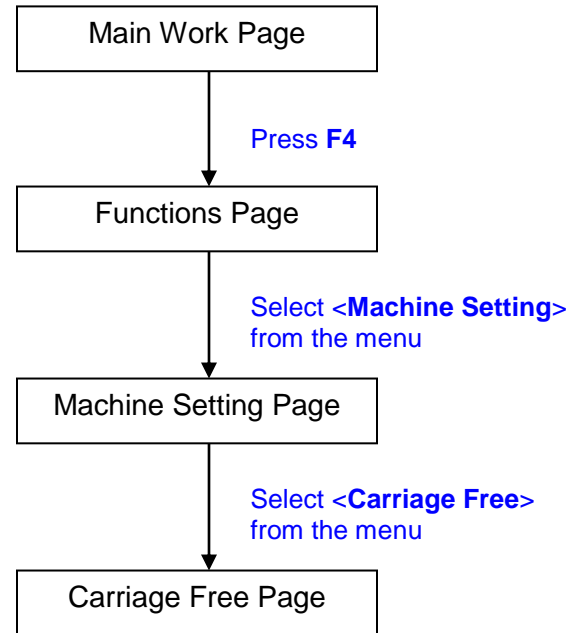 Main Work Page
Press F4
Functions Page
Select <Machine Setting>
from the menu
Machine Setting Page
Select <Carriage Free>
from the menu
Carriage Free Page